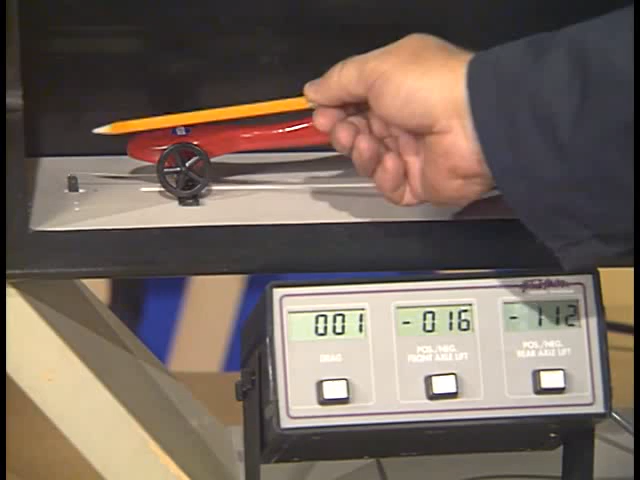 001
-016
-112
DRAG
POS./NEG.
FRONT AXLE LIFT
POS./NEG.
REAR AXLE LIFT